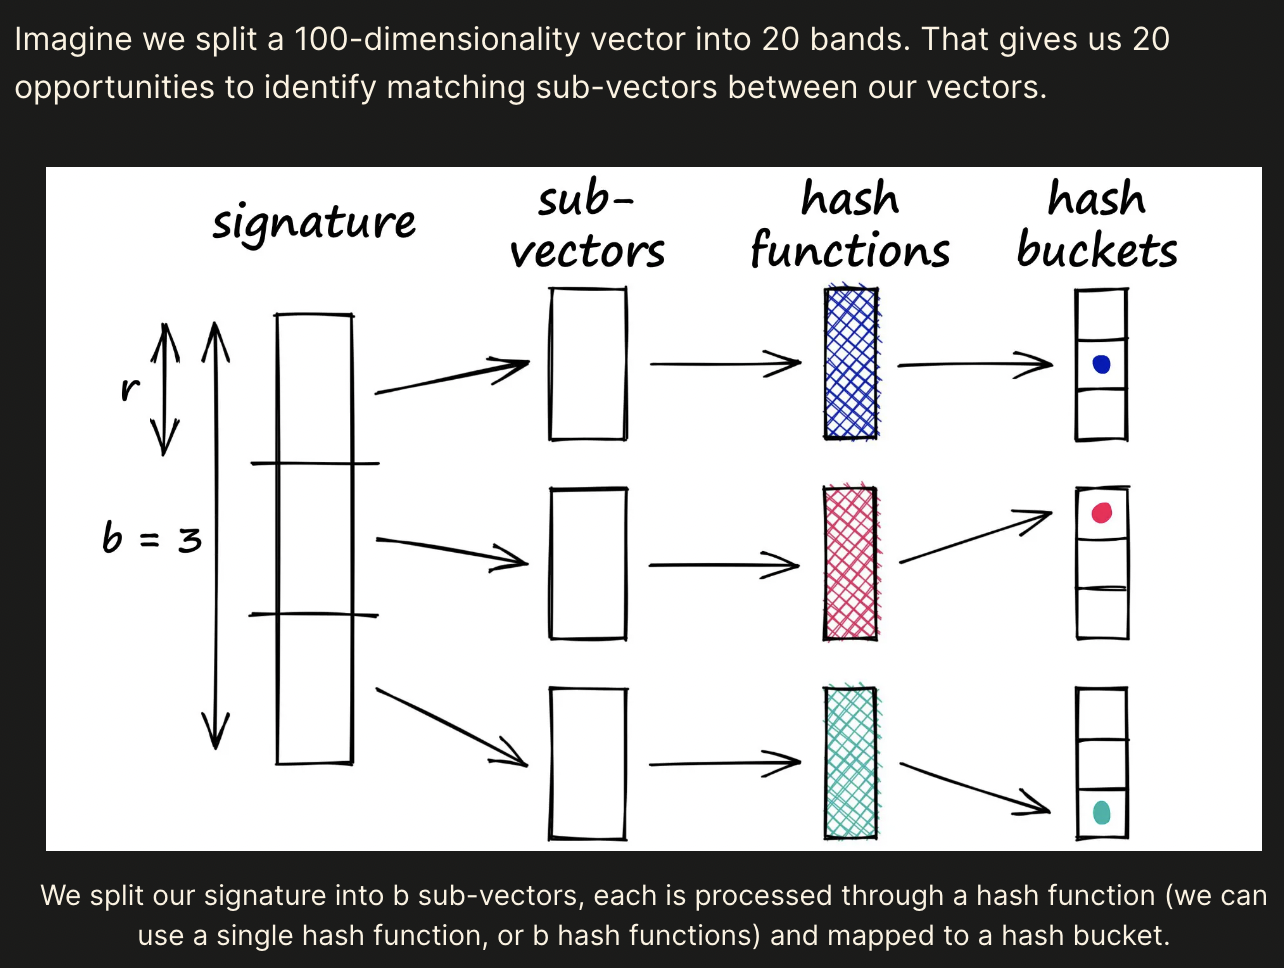 Imagine we split a 100-dimensionality vector into 20 bands. That gives us 20
opportunities to identify matching sub-vectors between our vectors.
signature
sub-
vectors
hash
functions
hash
buckets
r
b = 3
We split our signature into b sub-vectors, each is processed through a hash function (we can
use a single hash function, or b hash functions) and mapped to a hash bucket.